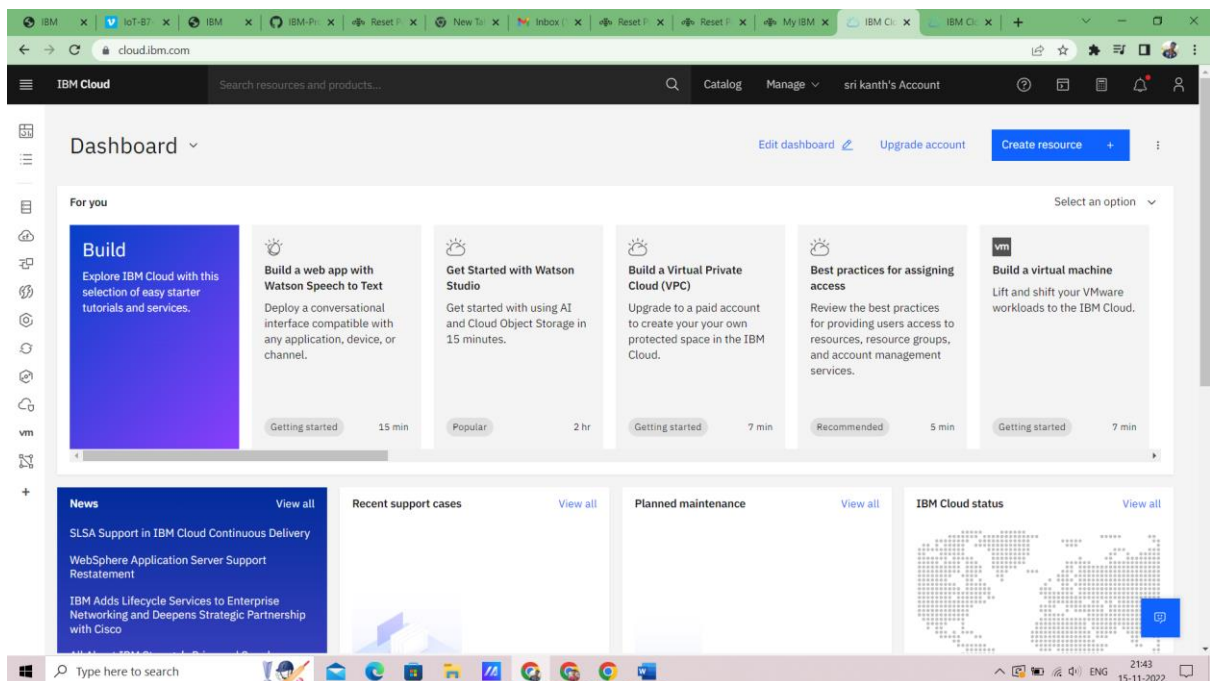 IBM
IoT-B7-
IBM
IBM-Pro
Reset P
New Tab
Inbox (
Reset P
Reset P
My IBM
IBM Clo
IBM Clo
cloud.ibm.com
IBM Cloud
Search resources and products...
Catalog
Manage
sri kanth's Account
Dashboard
Edit dashboard
Upgrade account
Create resource +
For you
Select an option
Build
Explore IBM Cloud with this
selection of easy starter
tutorials and services.
Build a web app with
Watson Speech to Text
Deploy a conversational
interface compatible with
any application, device, or
channel.
Getting started
15 min
Get Started with Watson
Studio
Get started with using AI
and Cloud Object Storage in
15 minutes.
Popular
2 hr
Build a Virtual Private
Cloud (VPC)
Upgrade to a paid account
to create your your own
protected space in the IBM
Cloud.
Getting started
7 min
Best practices for assigning
access
Review the best practices
for providing users access to
resources, resource groups,
and account management
services.
Recommended
5 min
vm
Build a virtual machine
Lift and shift your VMware
workloads to the IBM Cloud.
Getting started
7 min
vm
News
View all
SLSA Support in IBM Cloud Continuous Delivery
WebSphere Application Server Support
Restatement
IBM Adds Lifecycle Services to Enterprise
Networking and Deepens Strategic Partnership
with Cisco
Recent support cases
View all
Planned maintenance
View all
IBM Cloud status
View all
Type here to search
ENG
21:43
15-11-2022